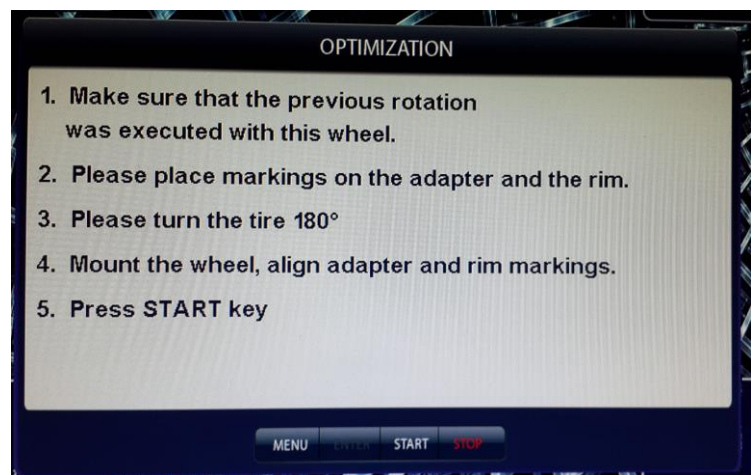 OPTIMIZATION
1. Make sure that the previous rotation
was executed with this wheel.
2. Please place markings on the adapter and the rim.
3. Please turn the tire 180°
4. Mount the wheel, align adapter and rim markings.
5. Press START key
MENU ENTER START STOP